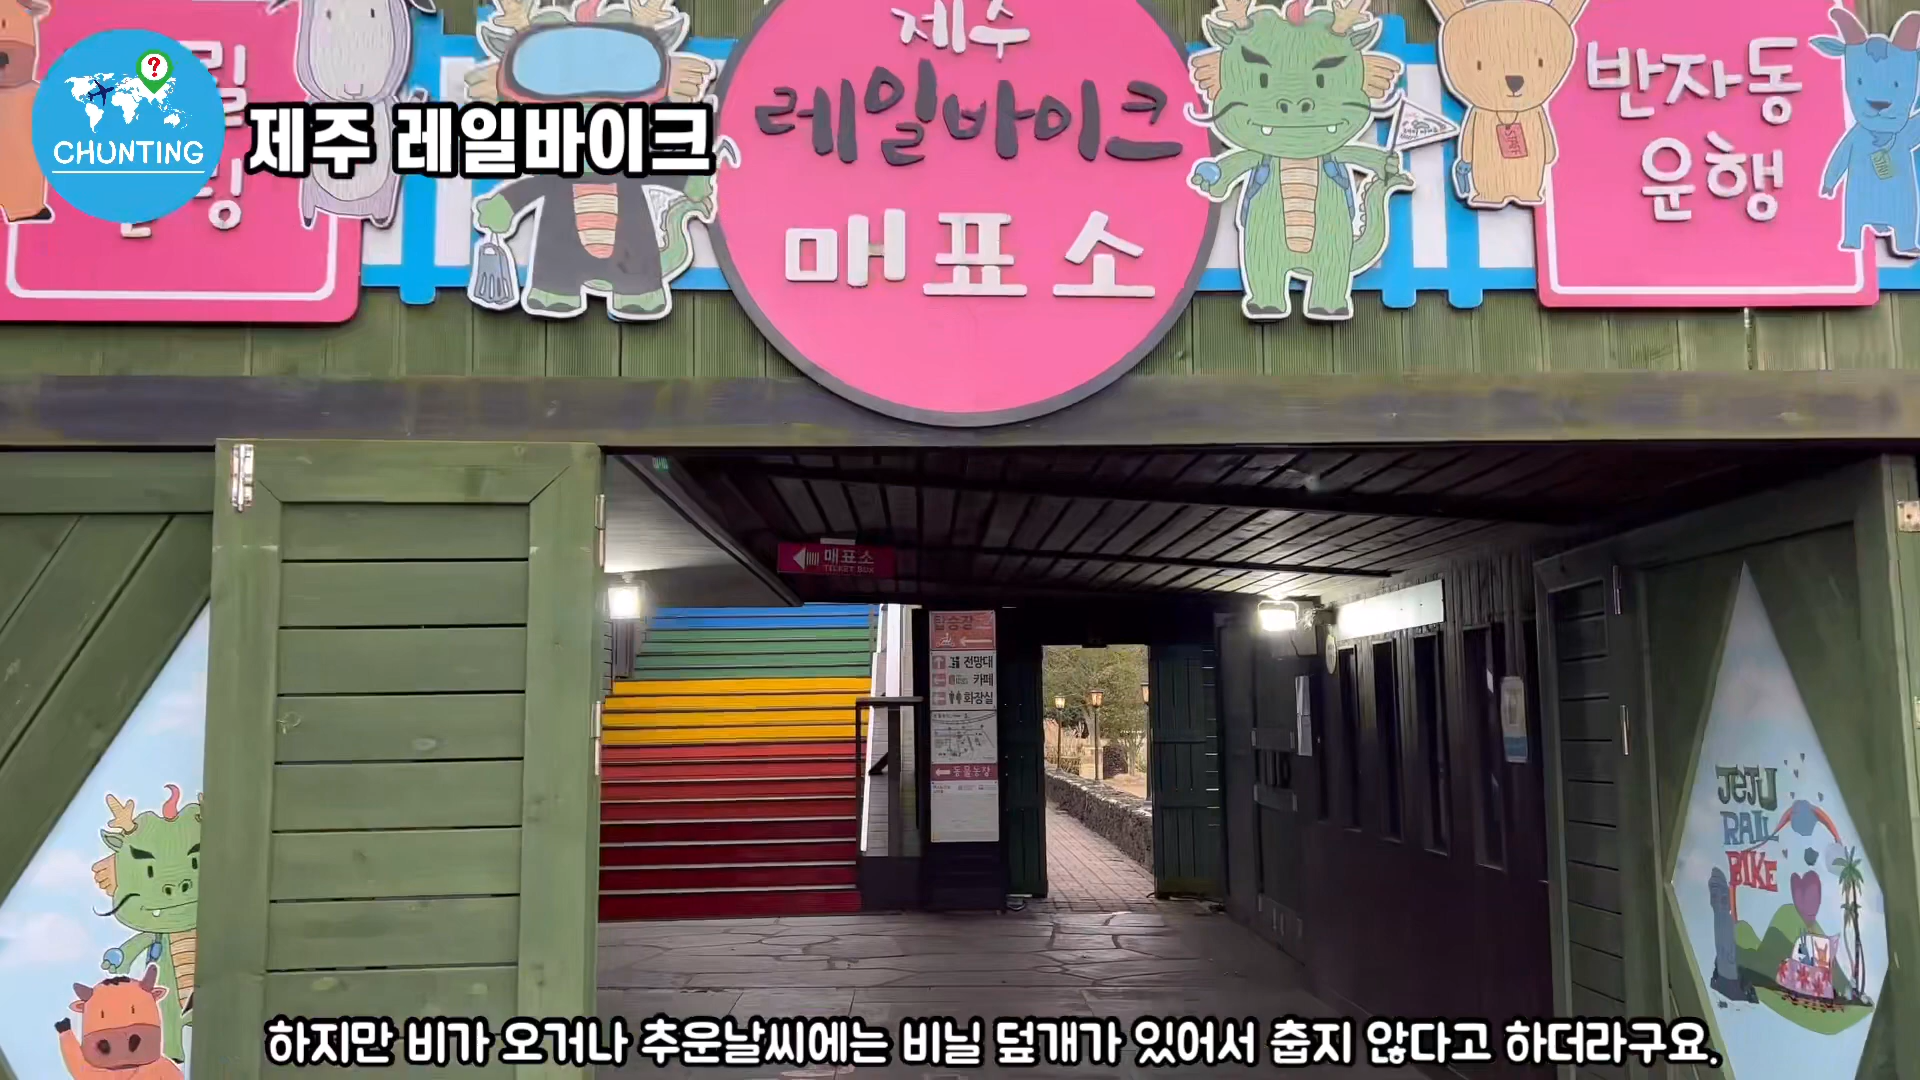 CHUNTING
제주 레일바이크
제주
레일바이크
매표소
반자동
운행
매표소
TICKET BOX
탑승장
전망대
카페
화장실
동물농장
JEJU
RAIL
BIKE
하지만 비가 오거나 추운날씨에는 비닐 덮개가 있어서 춥지 않다고 하더라구요.